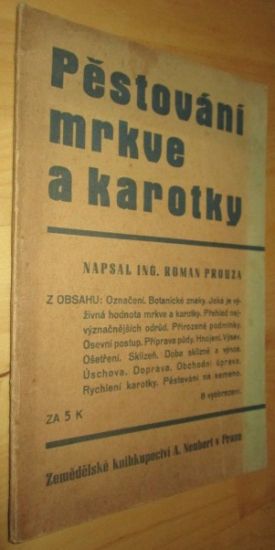 Pěstování
mrkve
a karotky
NAPSAL ING. ROMAN PROUZA
Z OBSAHU: Označení. Botanické znaky. Jaká je vý-
živná hodnota mrkve a karotky. Přehled nej-
význačnějších odrůd. Přirozené podmínky.
Osevní postup. Příprava půdy. Hnojení. Výsev.
Ošetření. Sklizeň. Doba sklizně a výnos.
Úschova. Doprava. Obchodní úprava.
Rychlení karotky. Pěstování na semeno.
8 vyobrazení.
ZA 5 K
Zemědělské knihkupectví A. Neubert v Praze